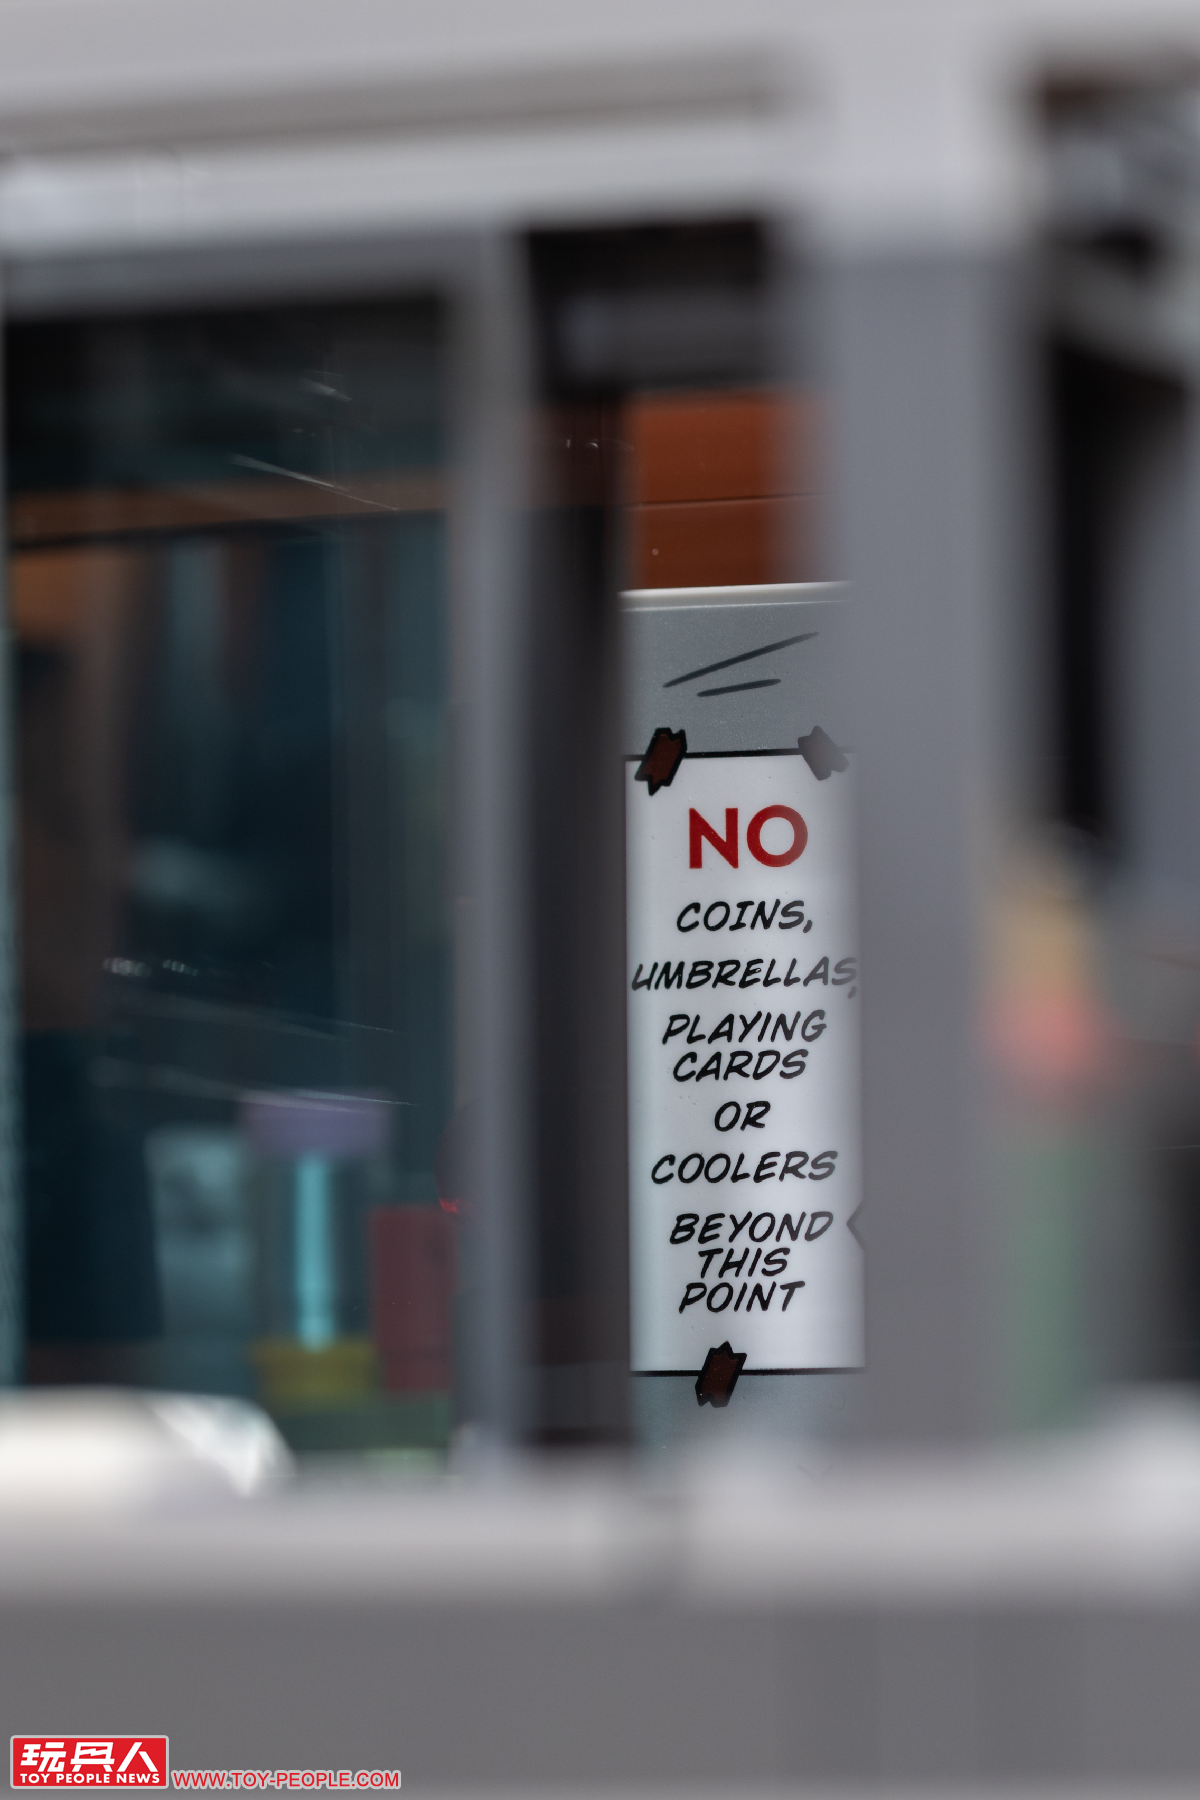 NO
COINS,
UMBRELLAS,
PLAYING
CARDS
OR
COOLERS
BEYOND
THIS
POINT
玩具人
TOY PEOPLE NEWS
WWW.TOY-PEOPLE.COM